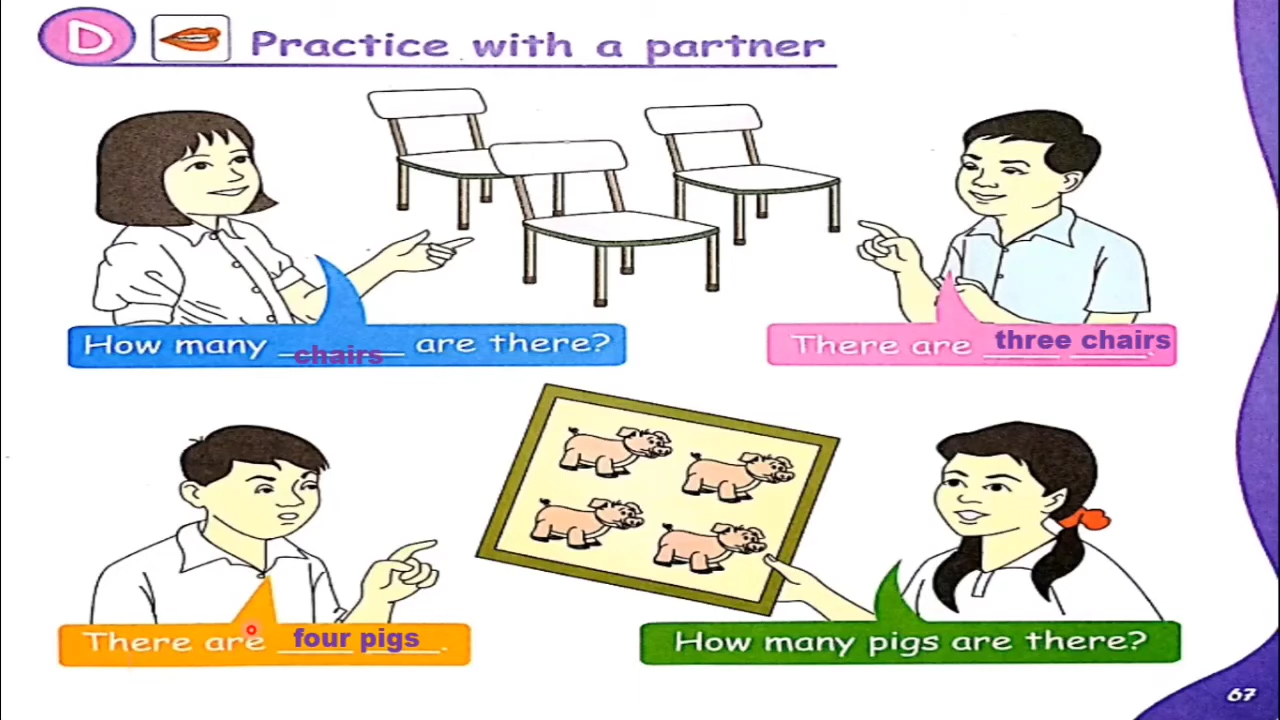 D Practice with a partner
How many chairs are there?
There are three chairs.
There are four pigs.
How many pigs are there?
67